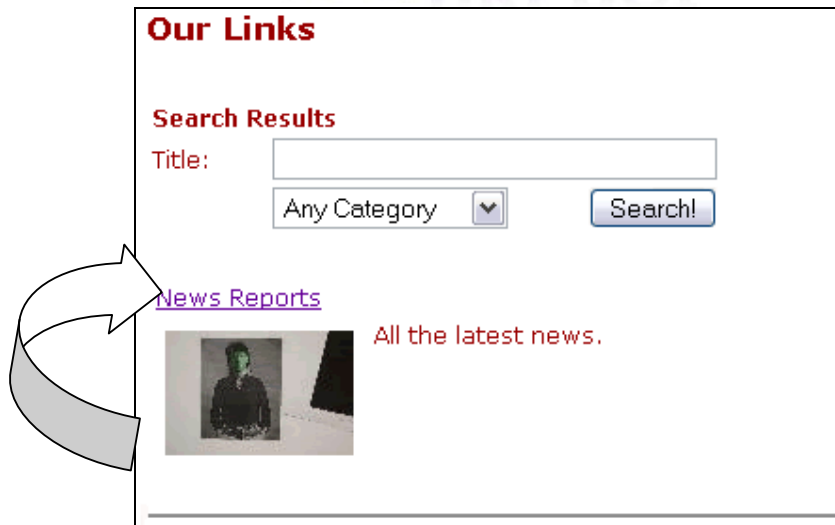 Our Links
Search Results
Title:
Any Category
Search!
News Reports
All the latest news.